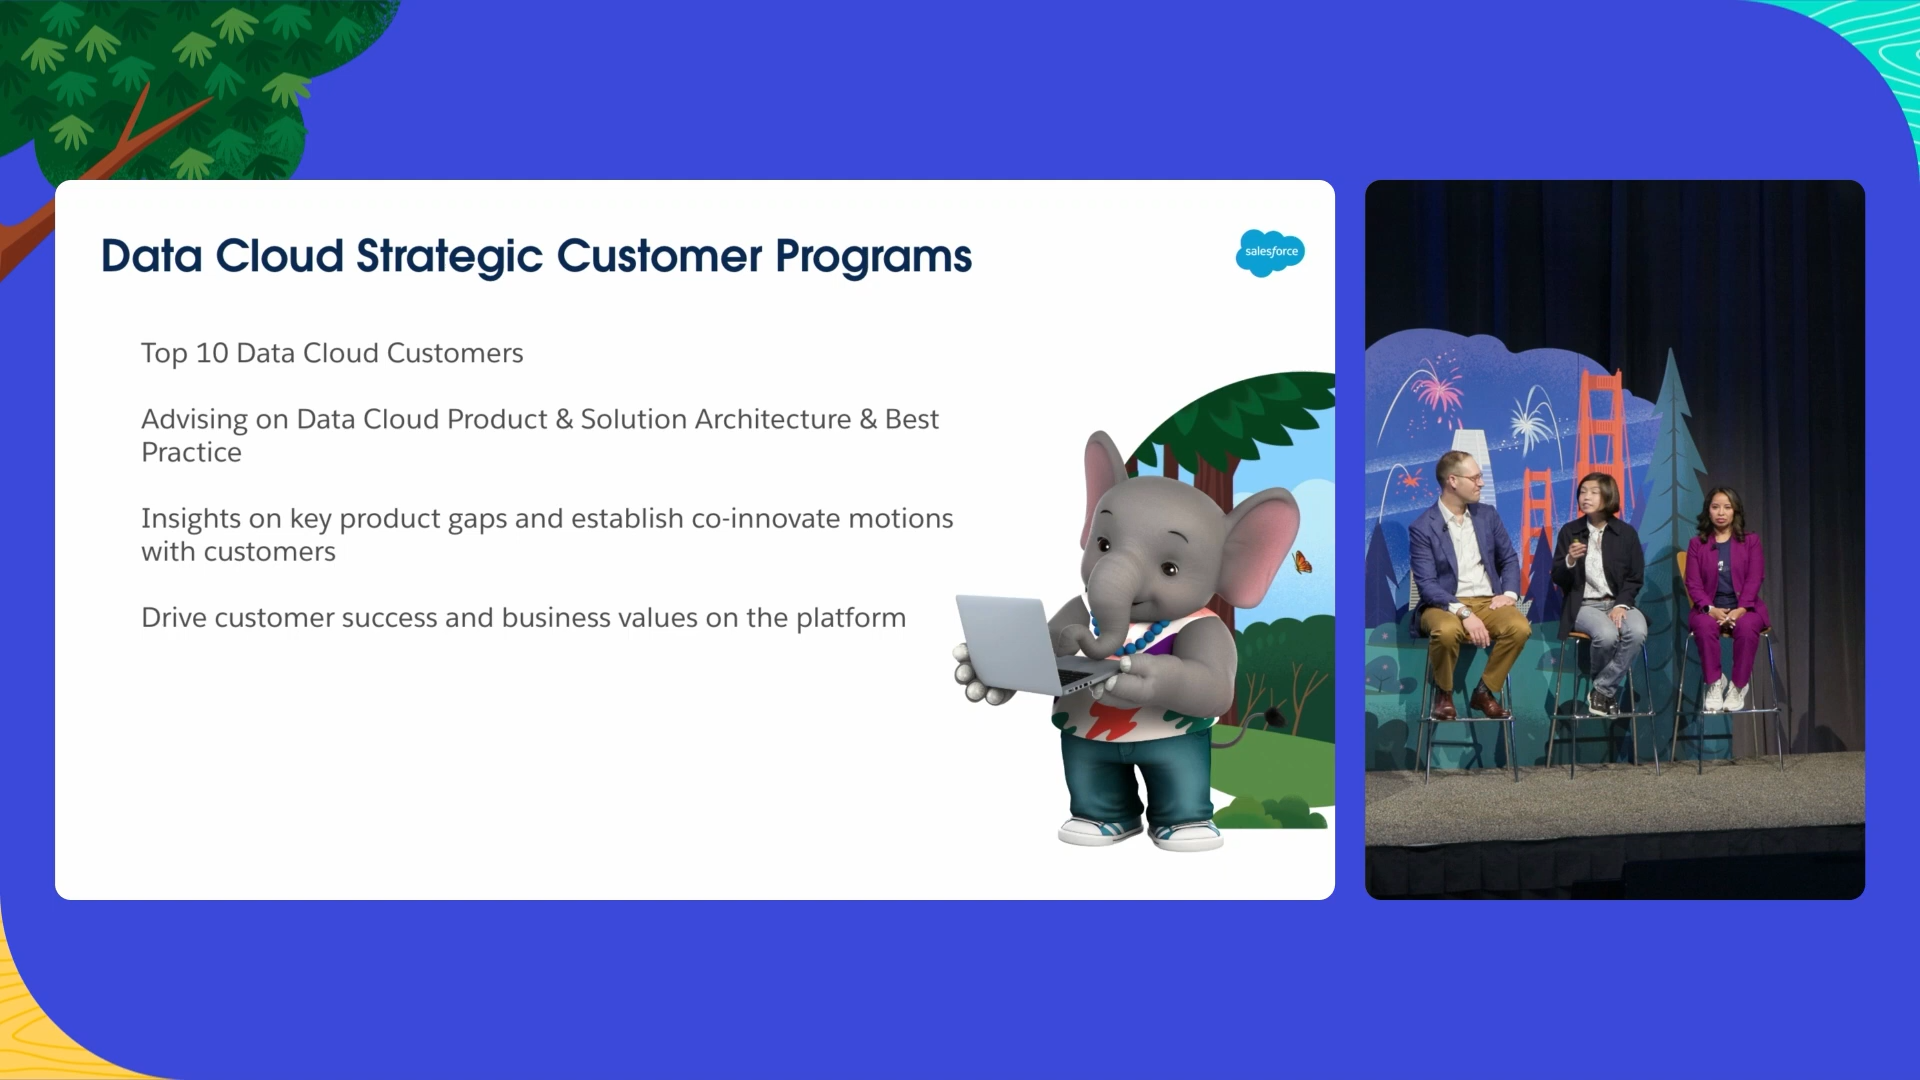 Data Cloud Strategic Customer Programs
salesforce
Top 10 Data Cloud Customers
Advising on Data Cloud Product & Solution Architecture & Best
Practice
Insights on key product gaps and establish co-innovate motions
with customers
Drive customer success and business values on the platform